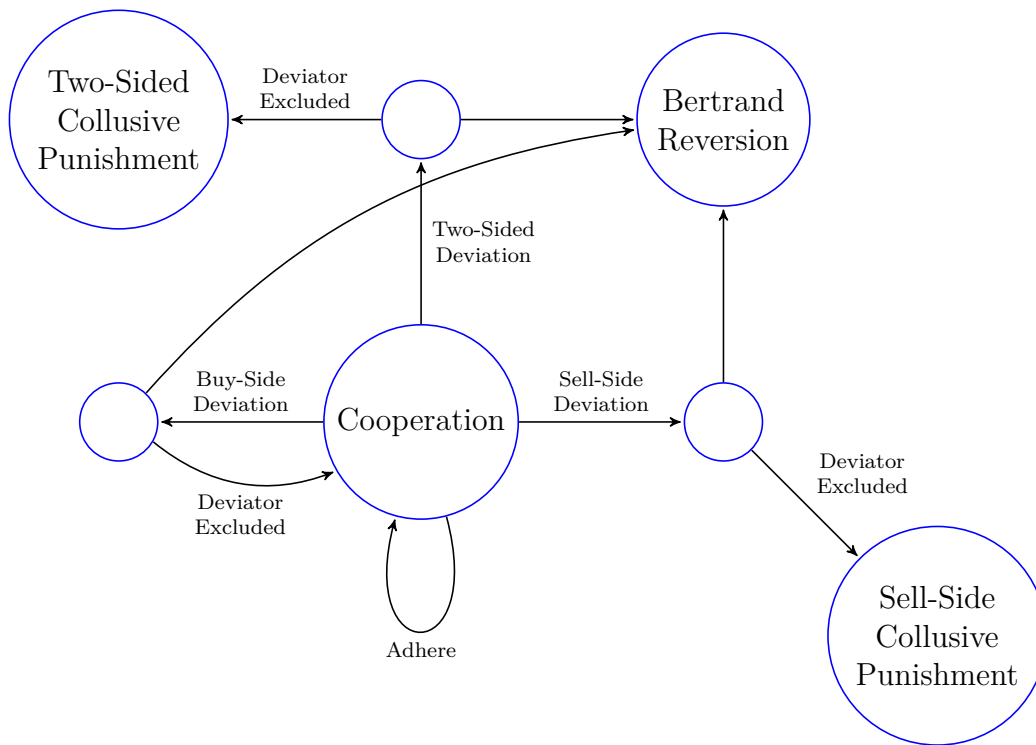 Two-Sided
Collusive
Punishment
Deviator
Excluded
Bertrand
Reversion
Two-Sided
Deviation
Buy-Side
Deviation
Cooperation
Sell-Side
Deviation
Deviator
Excluded
Deviator
Excluded
Adhere
Sell-Side
Collusive
Punishment